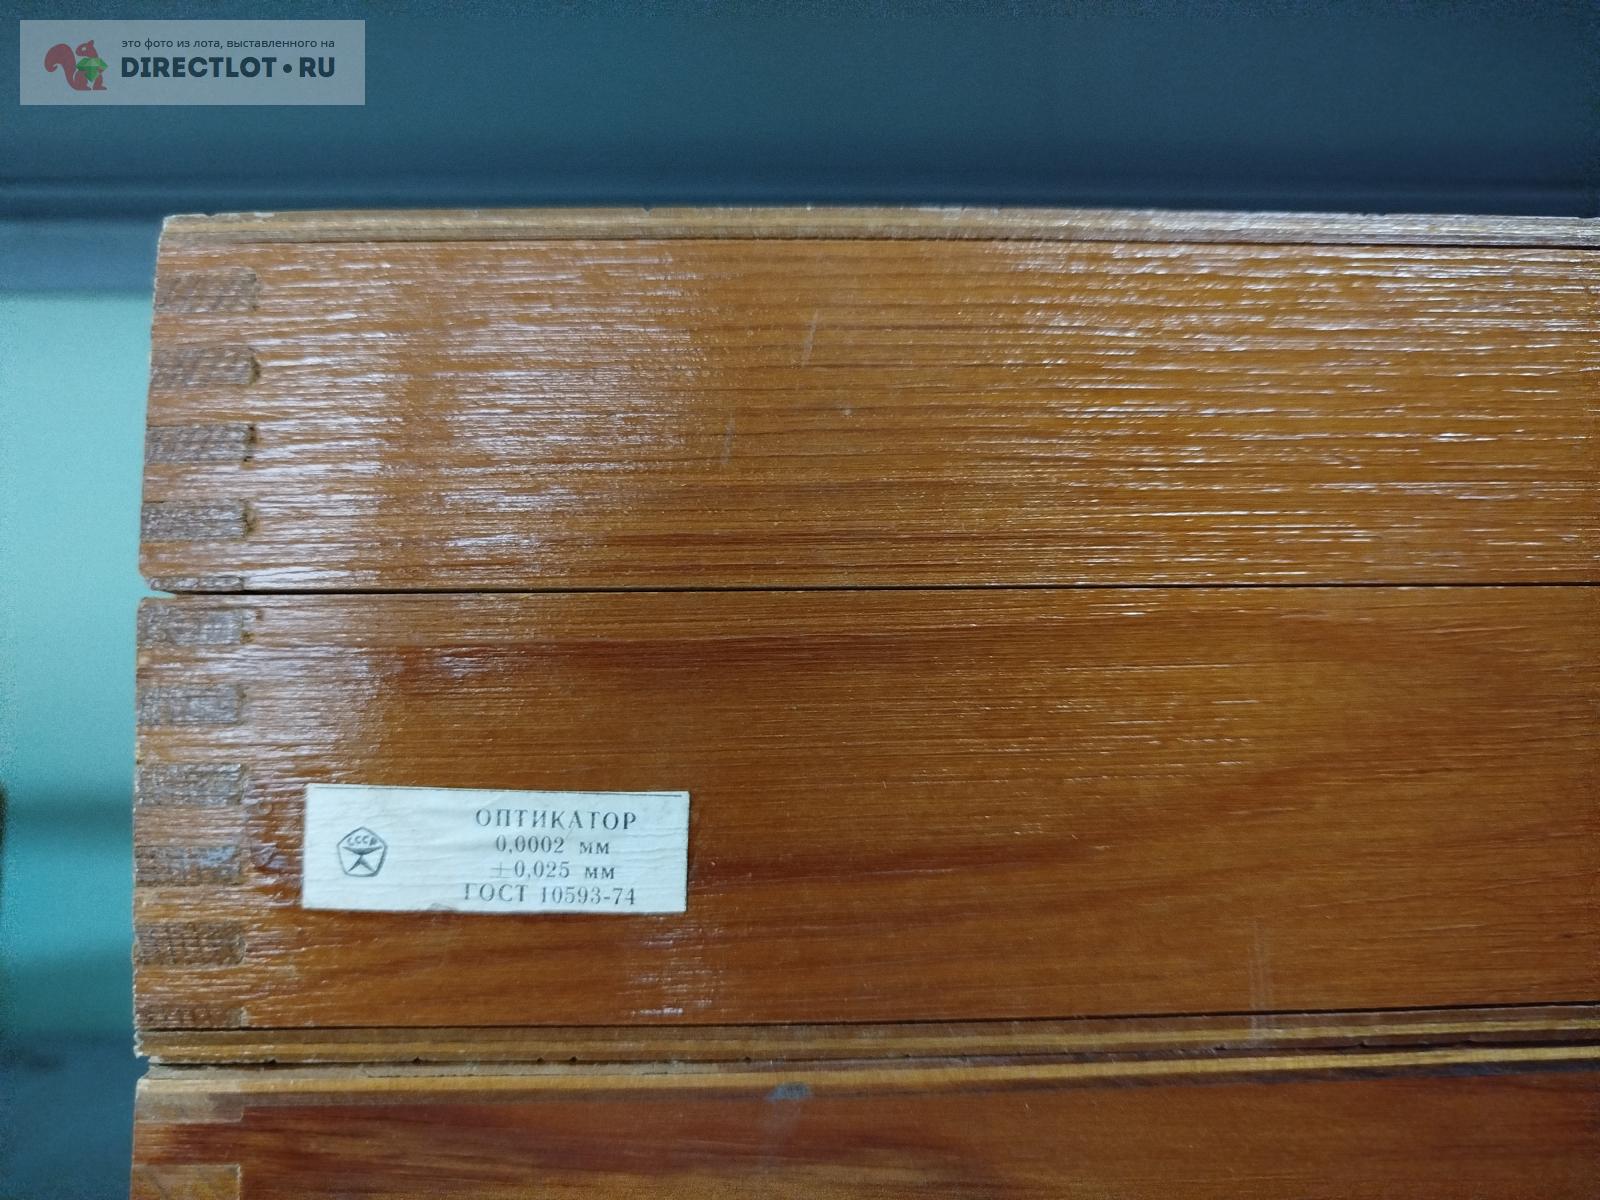 это фото из лота, выставленного на
DIRECTLOT•RU
ОПТИКАТОР
СССР
0,0002 мм
±0,025 мм
ГОСТ 10593-74